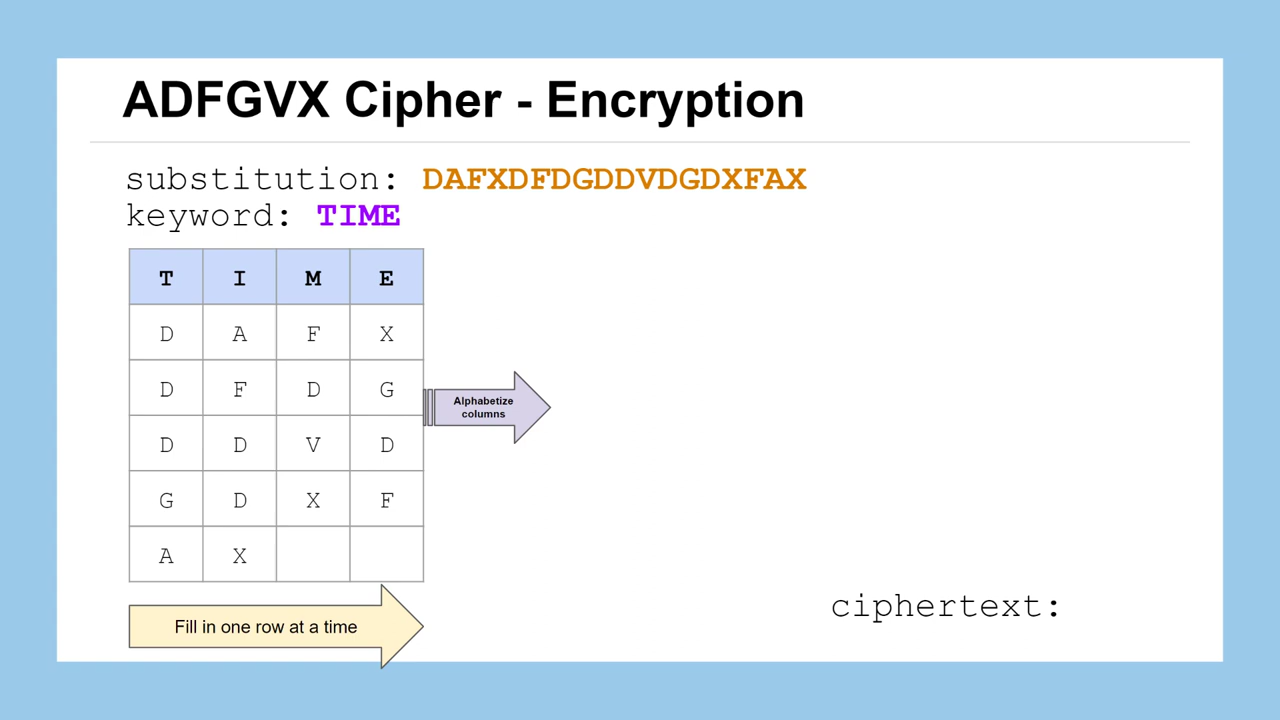 ADFGVX Cipher - Encryption
substitution: DAFXDFDGDDVDGDXFAX
keyword: TIME
T I M E
D A F X
D F D G
D D V D
G D X F
A X
Alphabetize
columns
Fill in one row at a time
ciphertext: